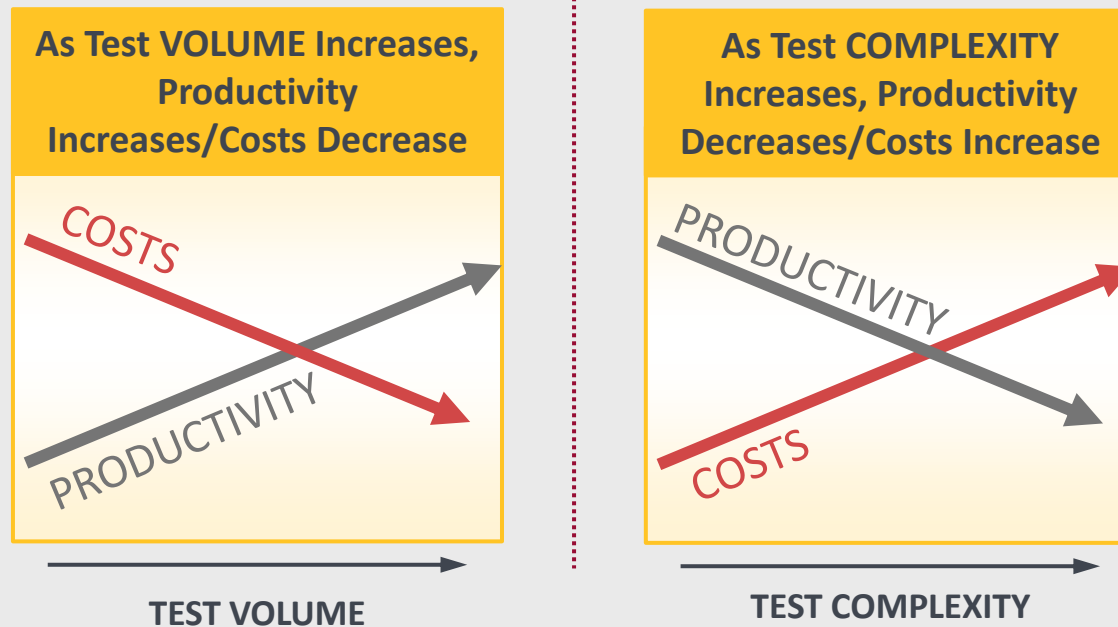 As Test VOLUME Increases,
Productivity
Increases/Costs Decrease
COSTS
PRODUCTIVITY
TEST VOLUME
As Test COMPLEXITY
Increases, Productivity
Decreases/Costs Increase
PRODUCTIVITY
COSTS
TEST COMPLEXITY